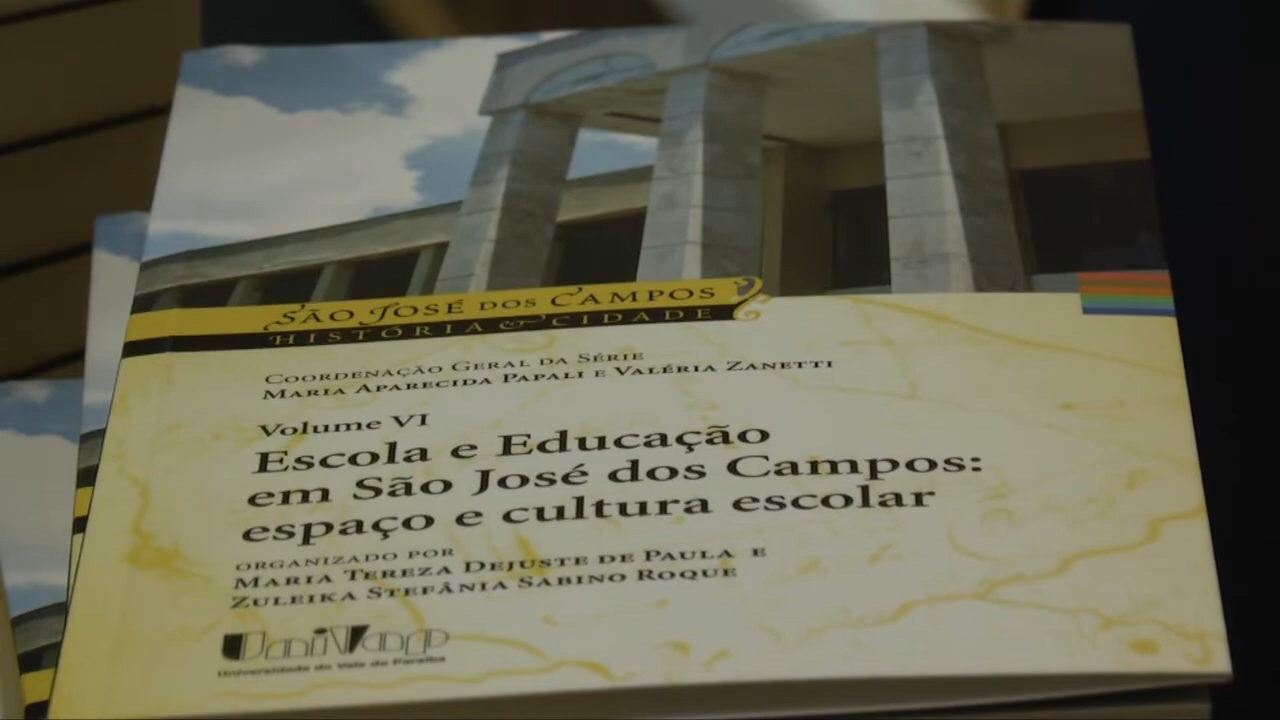 São José dos Campos
História & Cidade
Coordenação Geral da Série
Maria Aparecida Papali e Valéria Zanetti
Volume VI
Escola e Educação
em São José dos Campos:
espaço e cultura escolar
organizado por
Maria Tereza Dejuste de Paula e
Zuleika Stefânia Sabino Roque
UniVap
Universidade do Vale do Paraíba